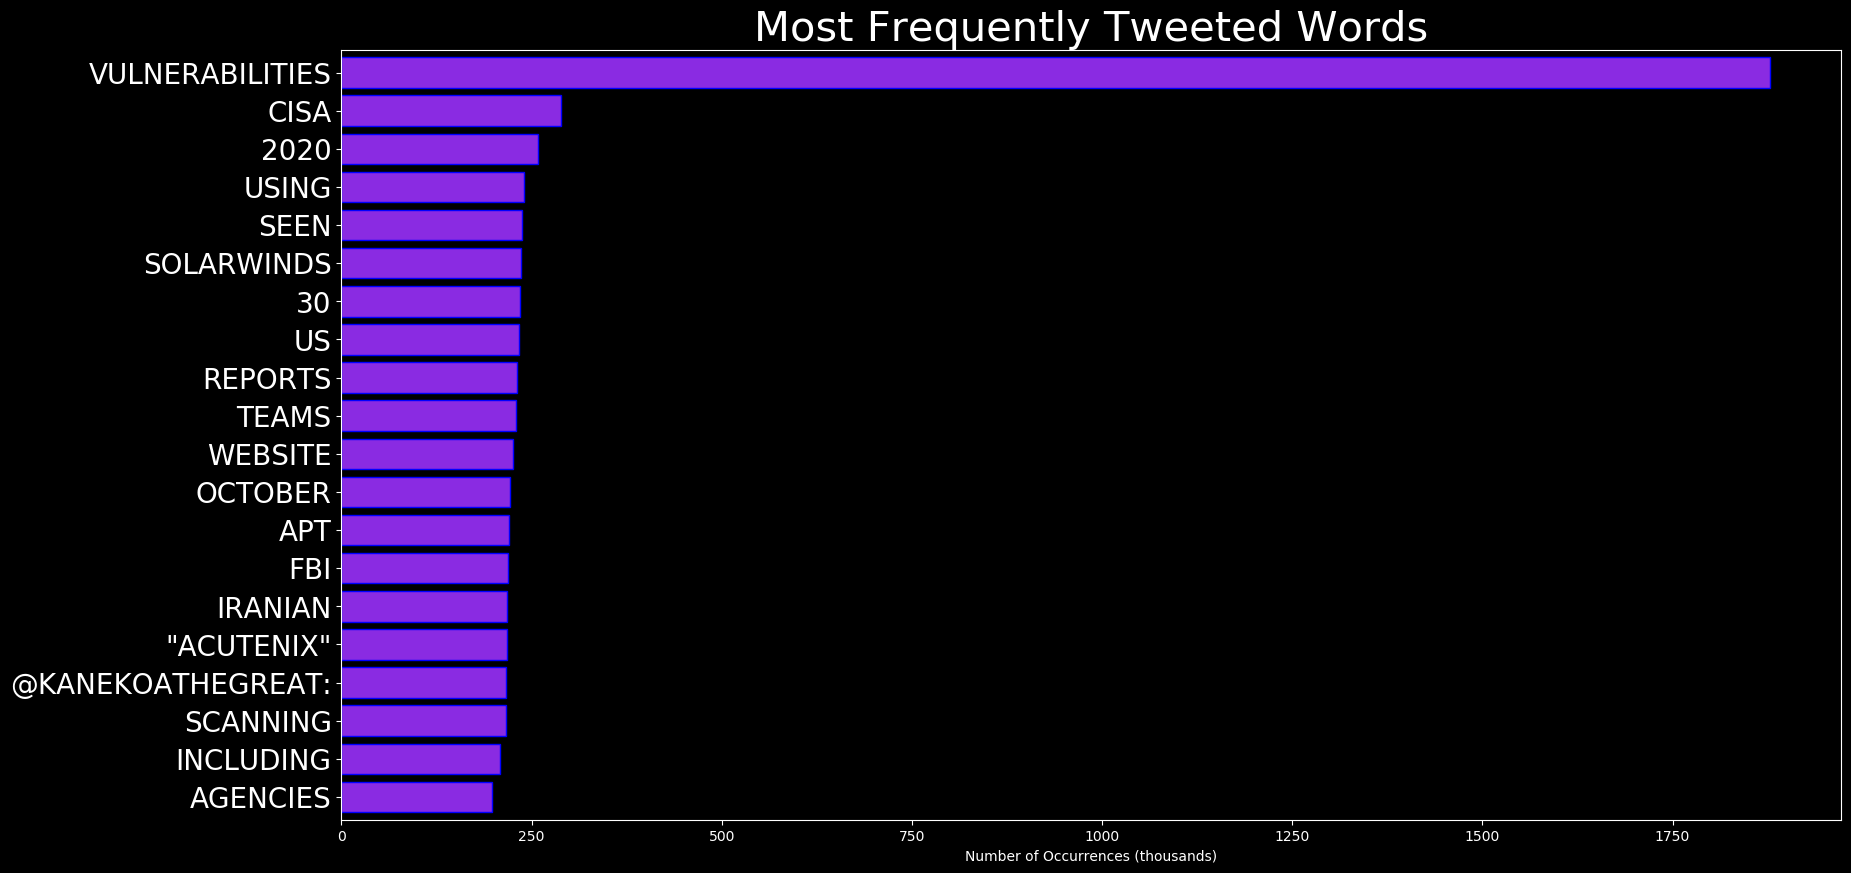 Most Frequently Tweeted Words
VULNERABILITIES
CISA
2020
USING
SEEN
SOLARWINDS
30
US
REPORTS
TEAMS
WEBSITE
OCTOBER
APT
FBI
IRANIAN
"ACUTENIX"
@KANEKOATHEGREAT:
SCANNING
INCLUDING
AGENCIES
0 250 500 750 1000 1250 1500 1750
Number of Occurrences (thousands)